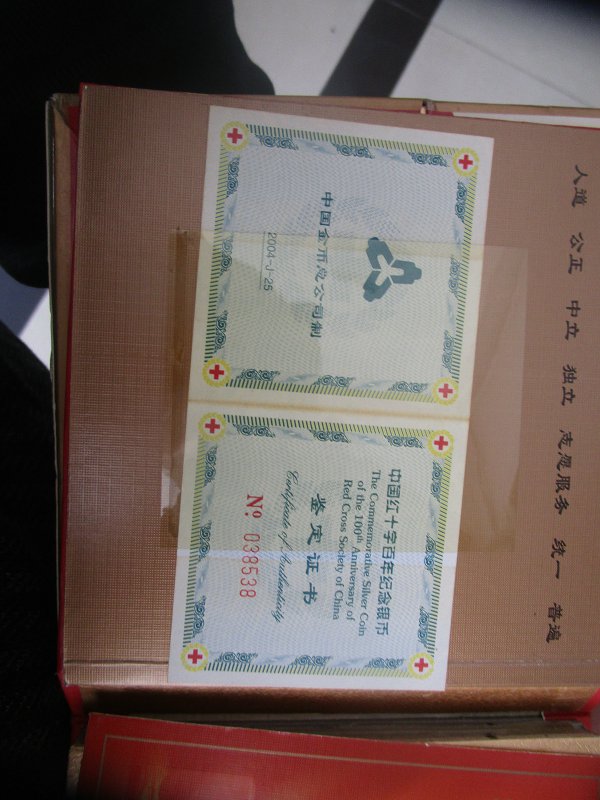 人道 公正 中立 独立 志愿服务 统一 普遍
中国金币总公司制
2004-J-25
中国红十字百年纪念银币
The Commemorative Silver Coin
of the 100th Anniversary of
Red Cross Society of China
鉴定证书
Certificate of Authenticity
Nº 038538